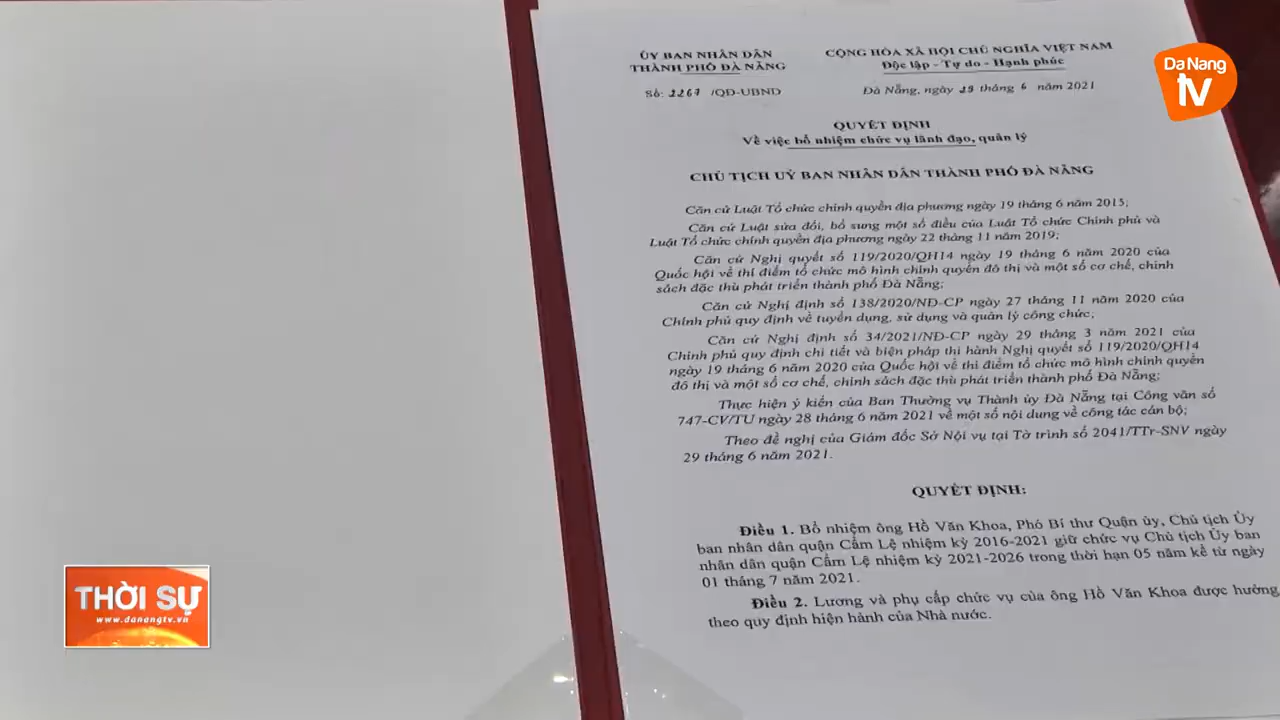 ỦY BAN NHÂN DÂN
THÀNH PHỐ ĐÀ NẴNG
Số: 2267 /QĐ-UBND
CỘNG HÒA XÃ HỘI CHỦ NGHĨA VIỆT NAM
Độc lập - Tự do - Hạnh phúc
Đà Nẵng, ngày 29 tháng 6 năm 2021
QUYẾT ĐỊNH
Về việc bổ nhiệm chức vụ lãnh đạo, quản lý
CHỦ TỊCH UỶ BAN NHÂN DÂN THÀNH PHỐ ĐÀ NẴNG
Căn cứ Luật Tổ chức chính quyền địa phương ngày 19 tháng 6 năm 2015;
Căn cứ Luật sửa đổi, bổ sung một số điều của Luật Tổ chức Chính phủ và
Luật Tổ chức chính quyền địa phương ngày 22 tháng 11 năm 2019;
Căn cứ Nghị quyết số 119/2020/QH14 ngày 19 tháng 6 năm 2020 của
Quốc hội về thí điểm tổ chức mô hình chính quyền đô thị và một số cơ chế, chính
sách đặc thù phát triển thành phố Đà Nẵng;
Căn cứ Nghị định số 138/2020/NĐ-CP ngày 27 tháng 11 năm 2020 của
Chính phủ quy định về tuyển dụng, sử dụng và quản lý công chức;
Căn cứ Nghị định số 34/2021/NĐ-CP ngày 29 tháng 3 năm 2021 của
Chính phủ quy định chi tiết và biện pháp thi hành Nghị quyết số 119/2020/QH14
ngày 19 tháng 6 năm 2020 của Quốc hội về thí điểm tổ chức mô hình chính quyền
đô thị và một số cơ chế, chính sách đặc thù phát triển thành phố Đà Nẵng;
Thực hiện ý kiến của Ban Thường vụ Thành ủy Đà Nẵng tại Công văn số
747-CV/TU ngày 28 tháng 6 năm 2021 về một số nội dung về công tác cán bộ;
Theo đề nghị của Giám đốc Sở Nội vụ tại Tờ trình số 2041/TTr-SNV ngày
29 tháng 6 năm 2021.
QUYẾT ĐỊNH:
Điều 1. Bổ nhiệm ông Hồ Văn Khoa, Phó Bí thư Quận ủy, Chủ tịch Ủy
ban nhân dân quận Cẩm Lệ nhiệm kỳ 2016-2021 giữ chức vụ Chủ tịch Ủy ban
nhân dân quận Cẩm Lệ nhiệm kỳ 2021-2026 trong thời hạn 05 năm kể từ ngày
01 tháng 7 năm 2021.
Điều 2. Lương và phụ cấp chức vụ của ông Hồ Văn Khoa được hưởng
theo quy định hiện hành của Nhà nước.
Da Nang
tv
THỜI SỰ
www.danangtv.vn